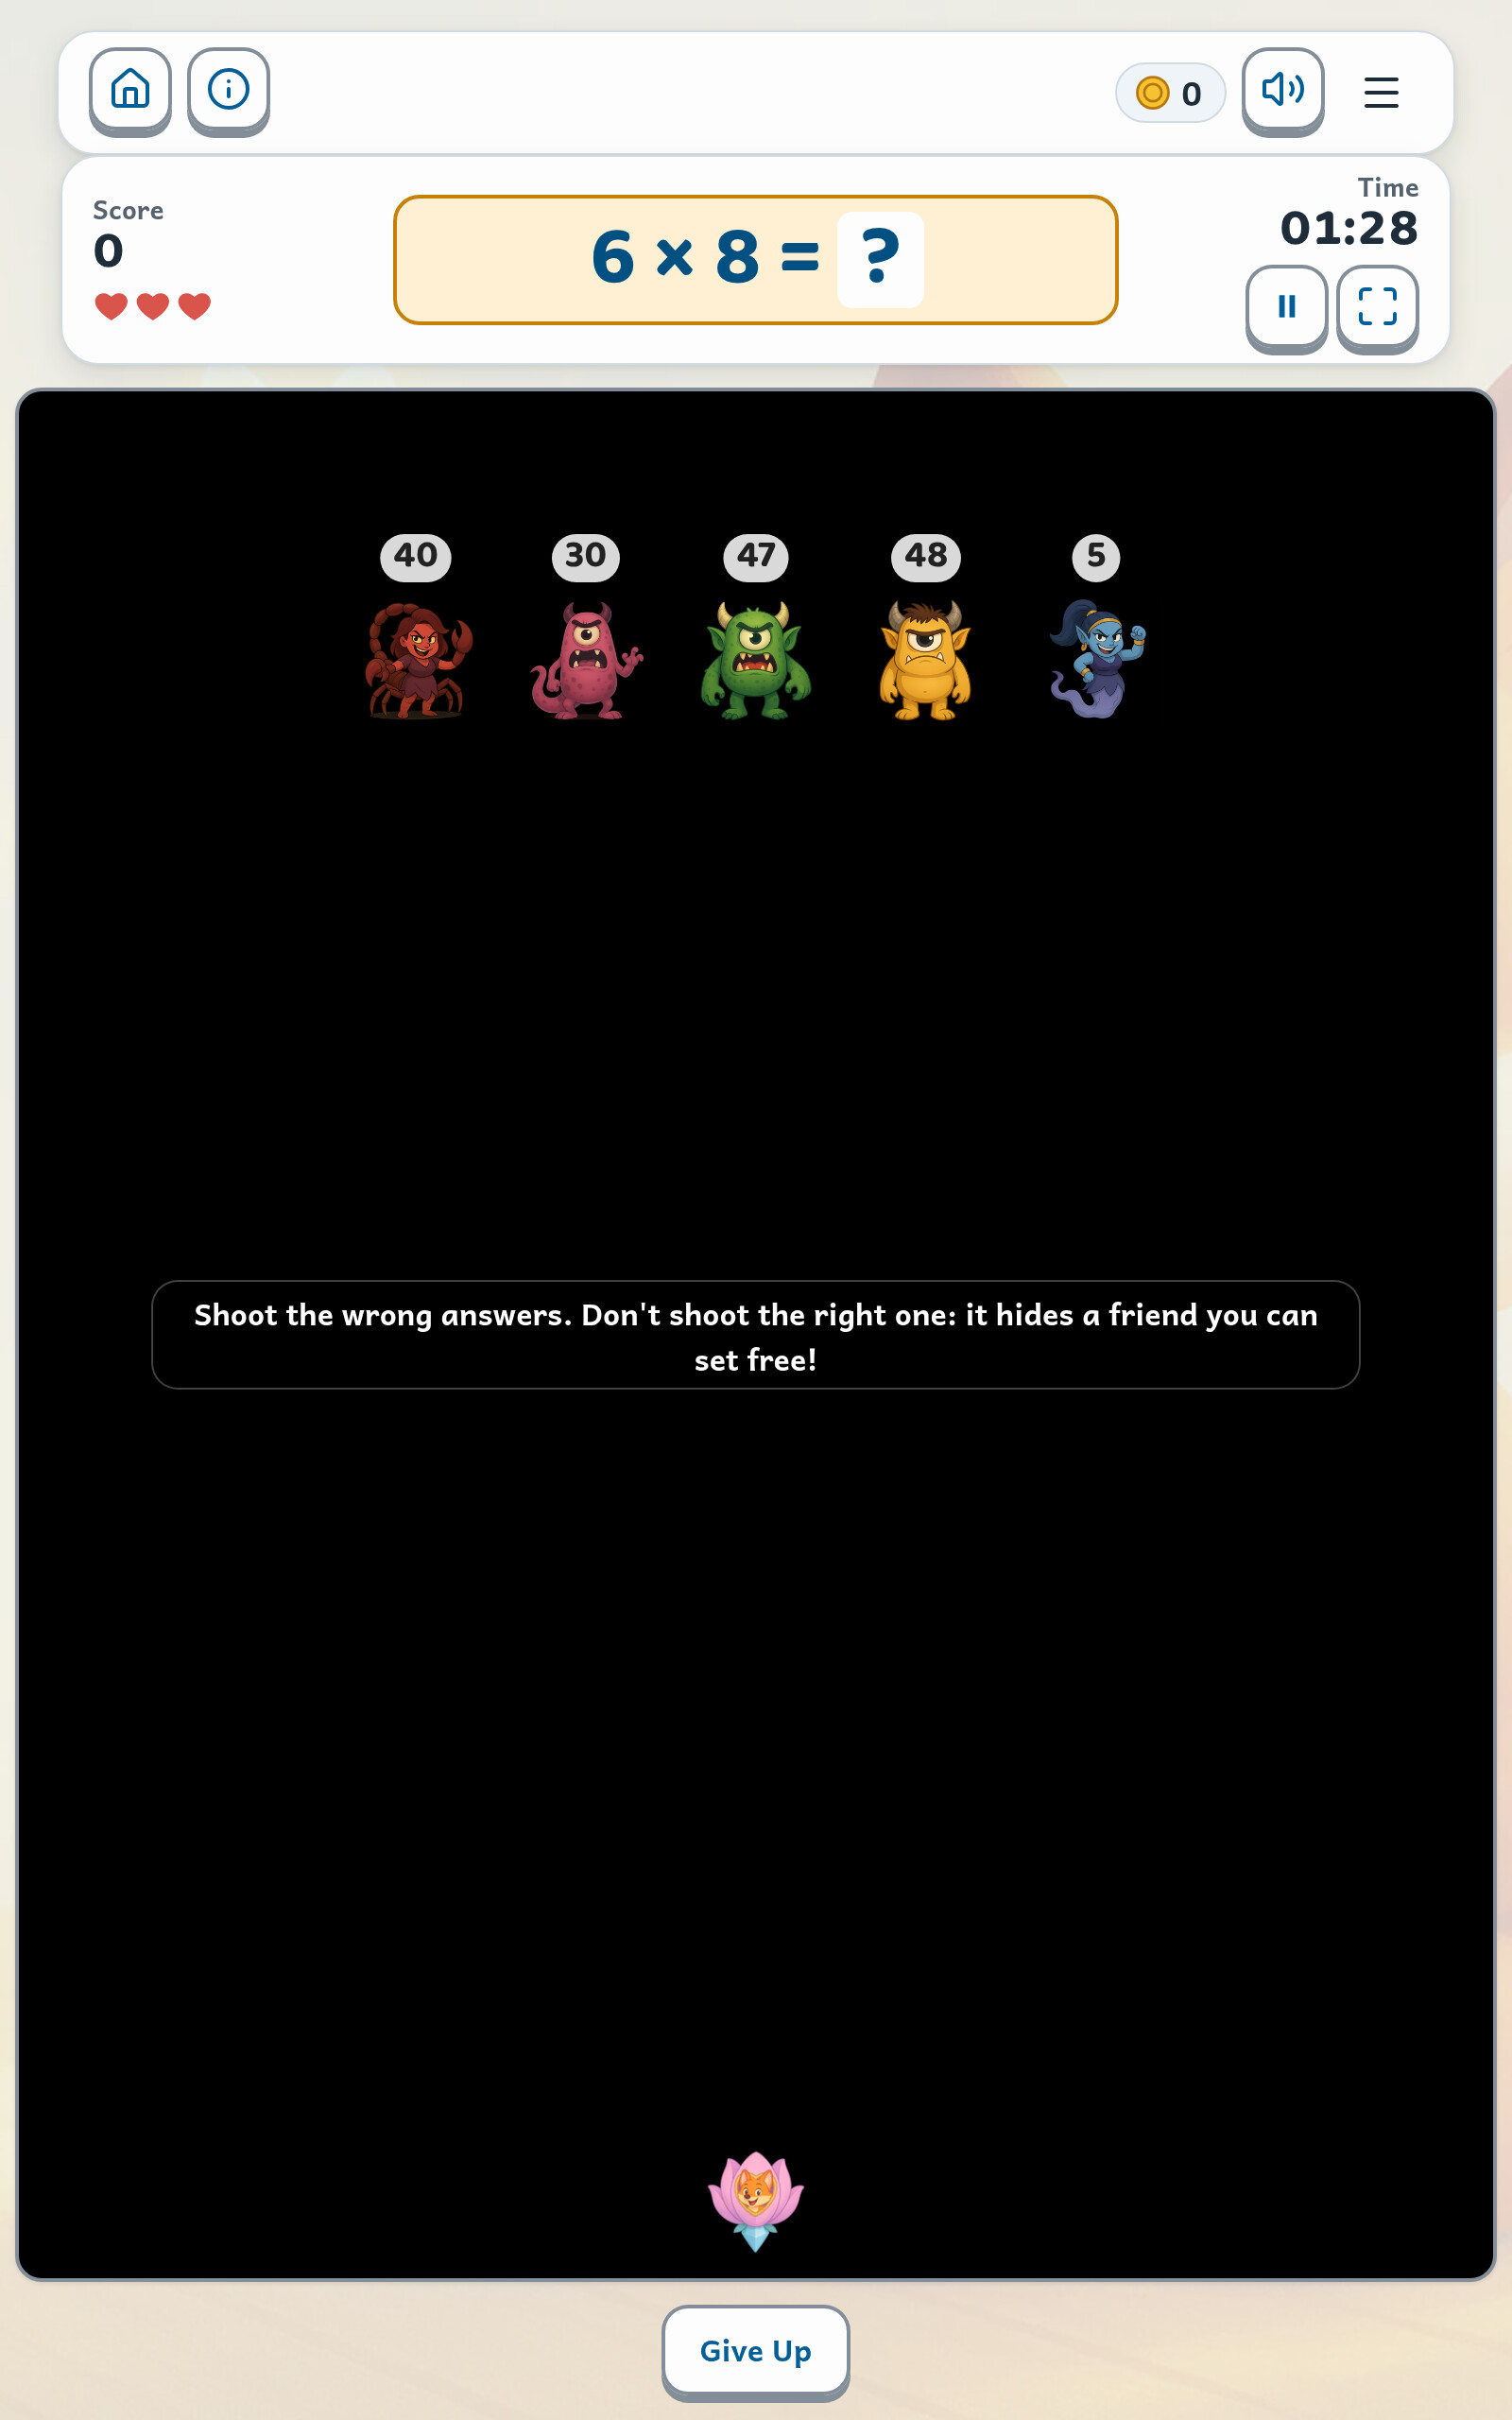 0
Score
0
6 × 8 = ?
Time
01:28
40 30 47 48 5
Shoot the wrong answers. Don't shoot the right one: it hides a friend you can
set free!
Give Up